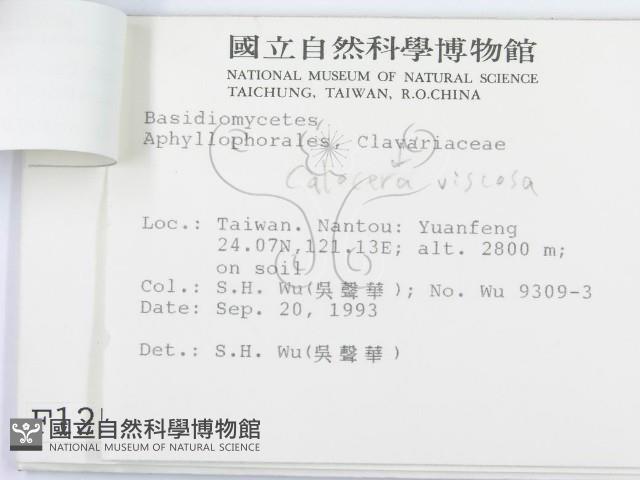 國立自然科學博物館
NATIONAL MUSEUM OF NATURAL SCIENCE
TAICHUNG, TAIWAN, R.O.CHINA
Basidiomycetes
Aphyllophorales, Clavariaceae
Calocera viscosa
Loc.: Taiwan. Nantou: Yuanfeng
24.07N,121.13E; alt. 2800 m;
on soil
Col.: S.H. Wu(吳聲華); No. Wu 9309-3
Date: Sep. 20, 1993
Det.: S.H. Wu(吳聲華)
F12
國立自然科學博物館
NATIONAL MUSEUM OF NATURAL SCIENCE